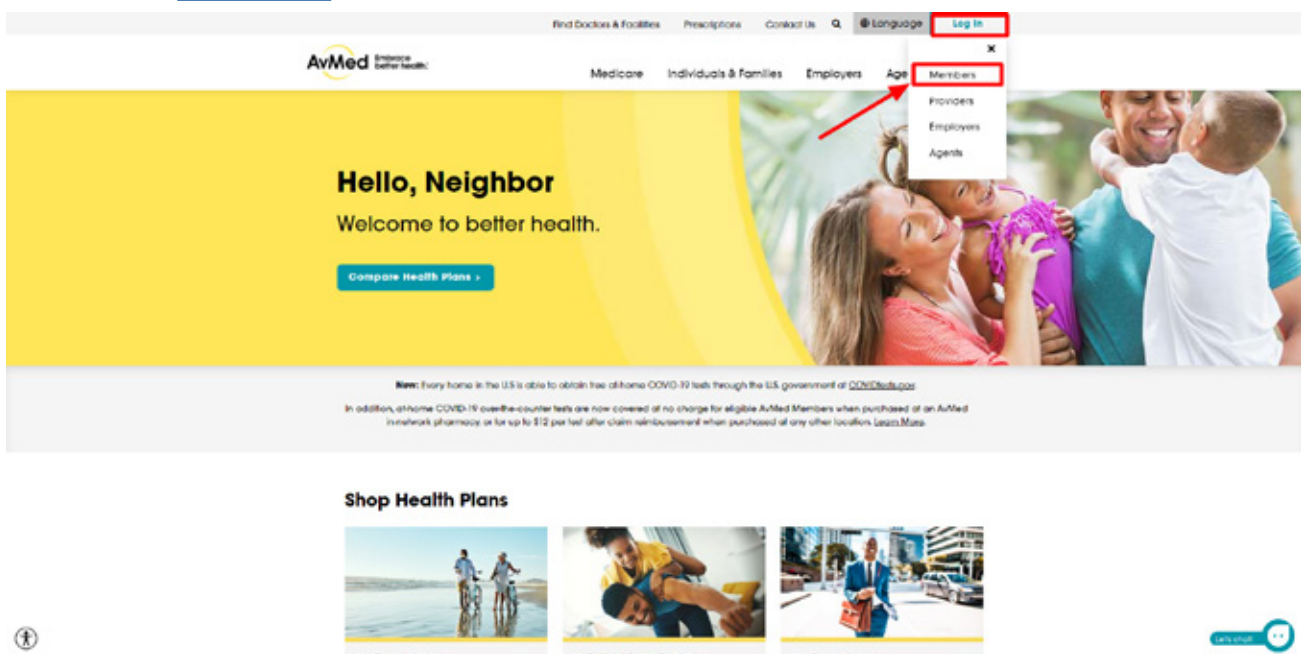 Find Doctors & Facilities Prescriptions Contact Us Language Log In
AvMed Embrace better health.
Medicare Individuals & Families Employers Age
Members
Providers
Employers
Agents
Hello, Neighbor
Welcome to better health.
Compare Health Plans ›
New: Every home in the U.S is able to obtain free at-home COVID-19 tests through the U.S. government at COVIDtests.gov.
In addition, at-home COVID-19 over-the-counter tests are now covered at no charge for eligible AvMed Members when purchased at an AvMed
in-network pharmacy, or for up to $12 per test after claim reimbursement when purchased at any other location. Learn More.
Shop Health Plans
Let's chat!